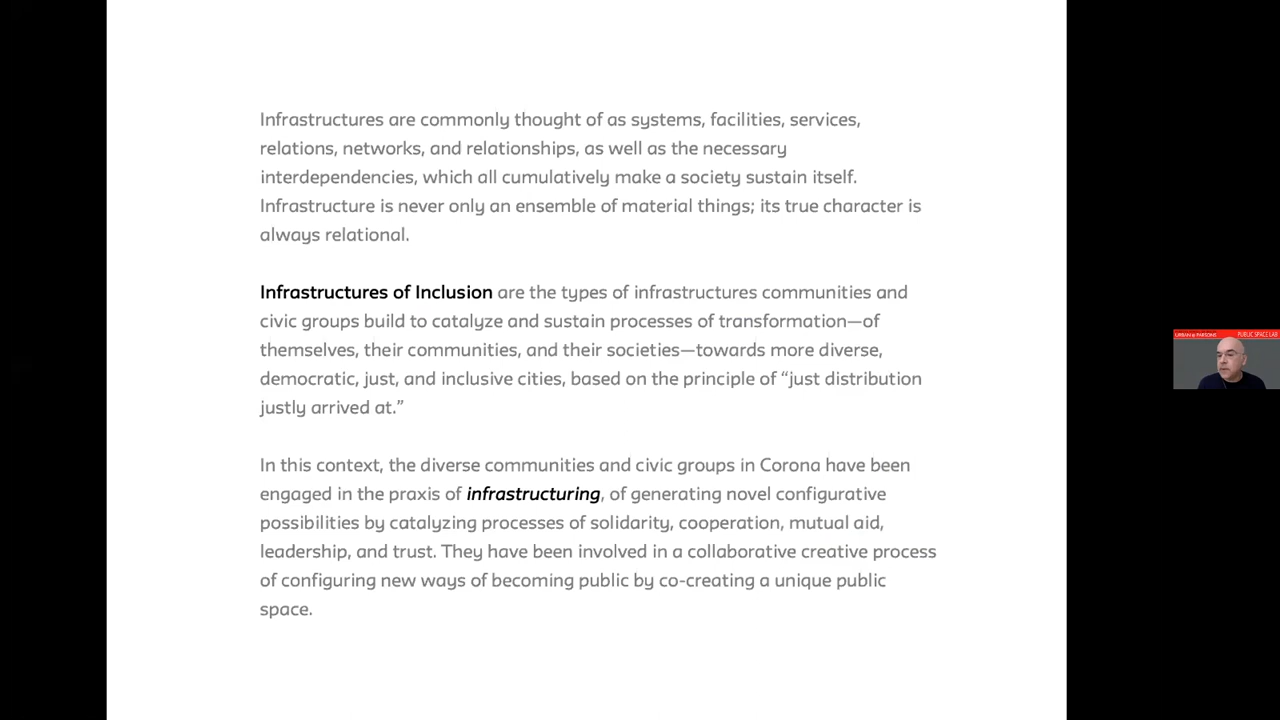 Infrastructures are commonly thought of as systems, facilities, services,
relations, networks, and relationships, as well as the necessary
interdependencies, which all cumulatively make a society sustain itself.
Infrastructure is never only an ensemble of material things; its true character is
always relational.
Infrastructures of Inclusion are the types of infrastructures communities and
civic groups build to catalyze and sustain processes of transformation—of
themselves, their communities, and their societies—towards more diverse,
democratic, just, and inclusive cities, based on the principle of “just distribution
justly arrived at.”
In this context, the diverse communities and civic groups in Corona have been
engaged in the praxis of infrastructuring, of generating novel configurative
possibilities by catalyzing processes of solidarity, cooperation, mutual aid,
leadership, and trust. They have been involved in a collaborative creative process
of configuring new ways of becoming public by co-creating a unique public
space.
URBAN @ PARSONS PUBLIC SPACE LAB